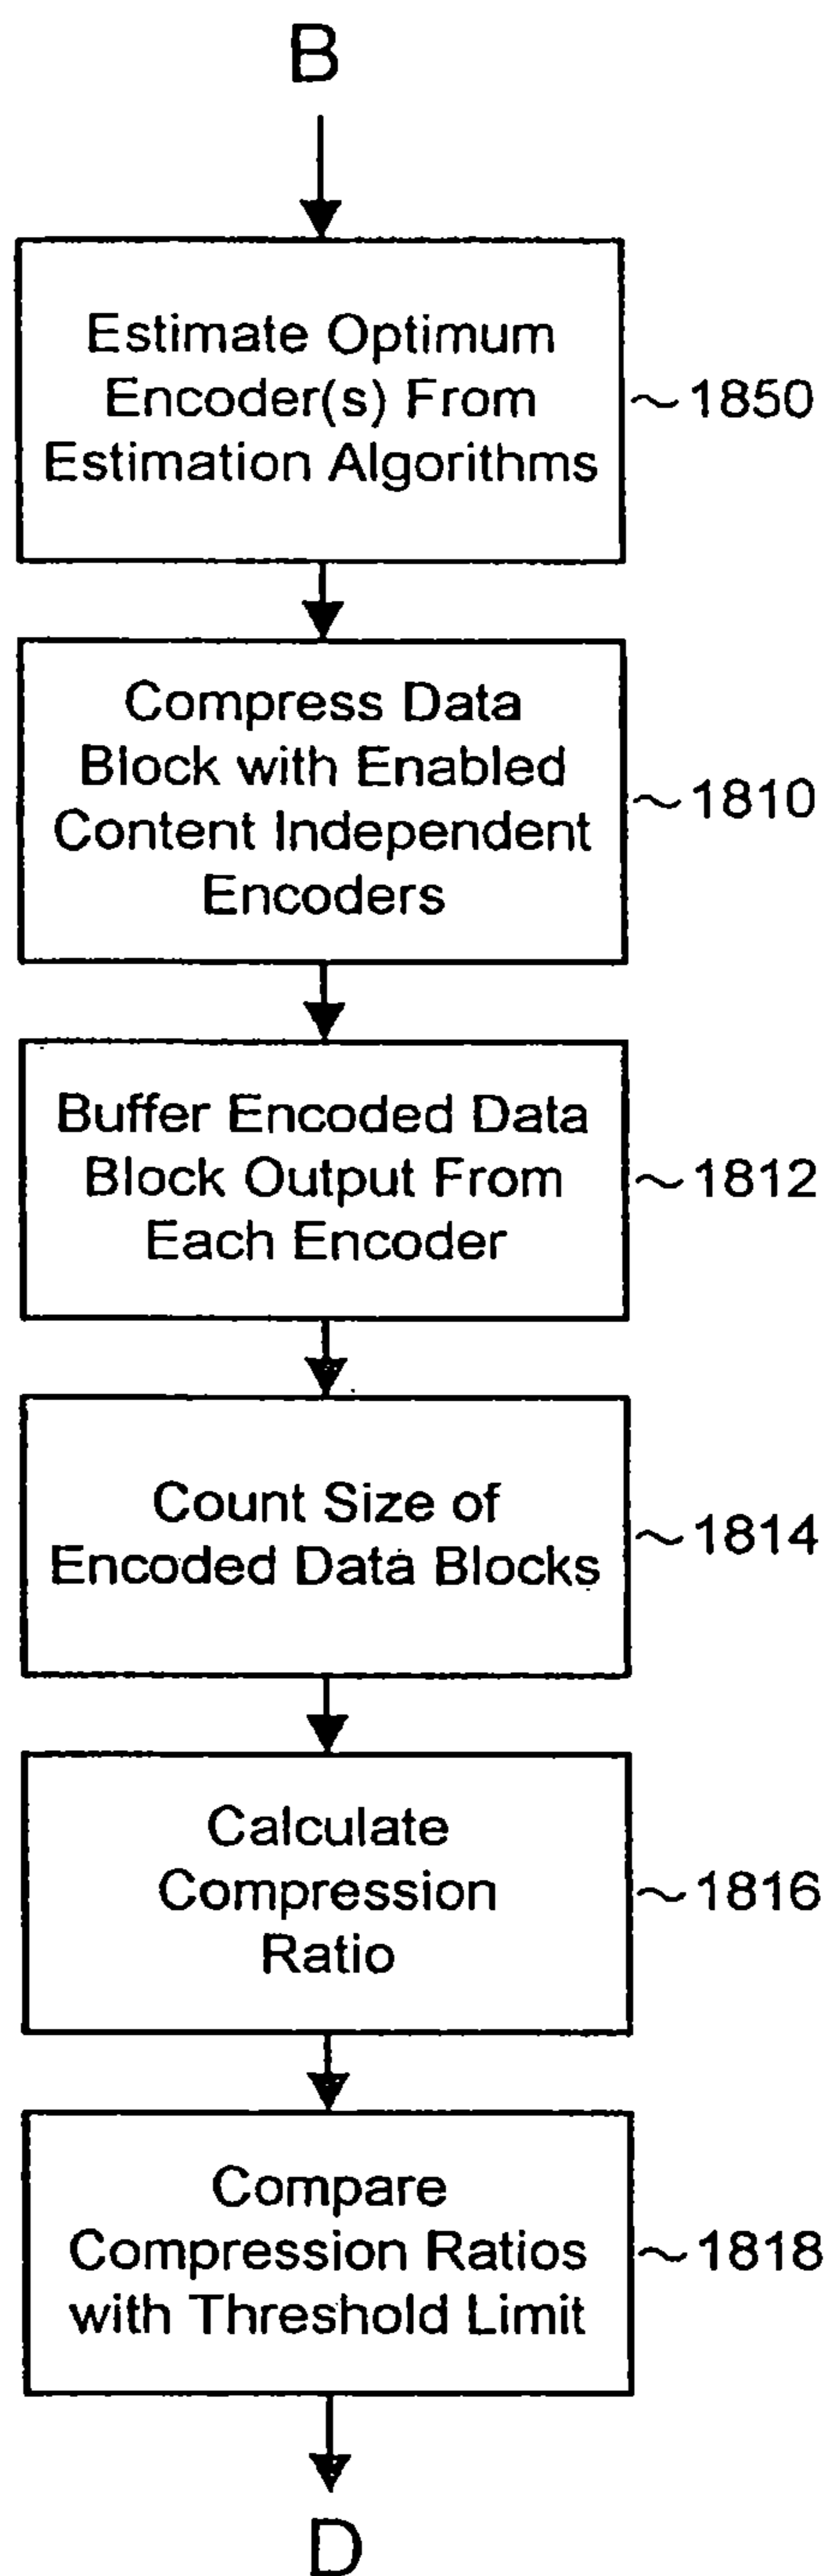 B
Estimate Optimum
Encoder(s) From
Estimation Algorithms
~1850
Compress Data
Block with Enabled
Content Independent
Encoders
~1810
Buffer Encoded Data
Block Output From
Each Encoder
~1812
Count Size of
Encoded Data Blocks
~1814
Calculate
Compression
Ratio
~1816
Compare
Compression Ratios
with Threshold Limit
~1818
D